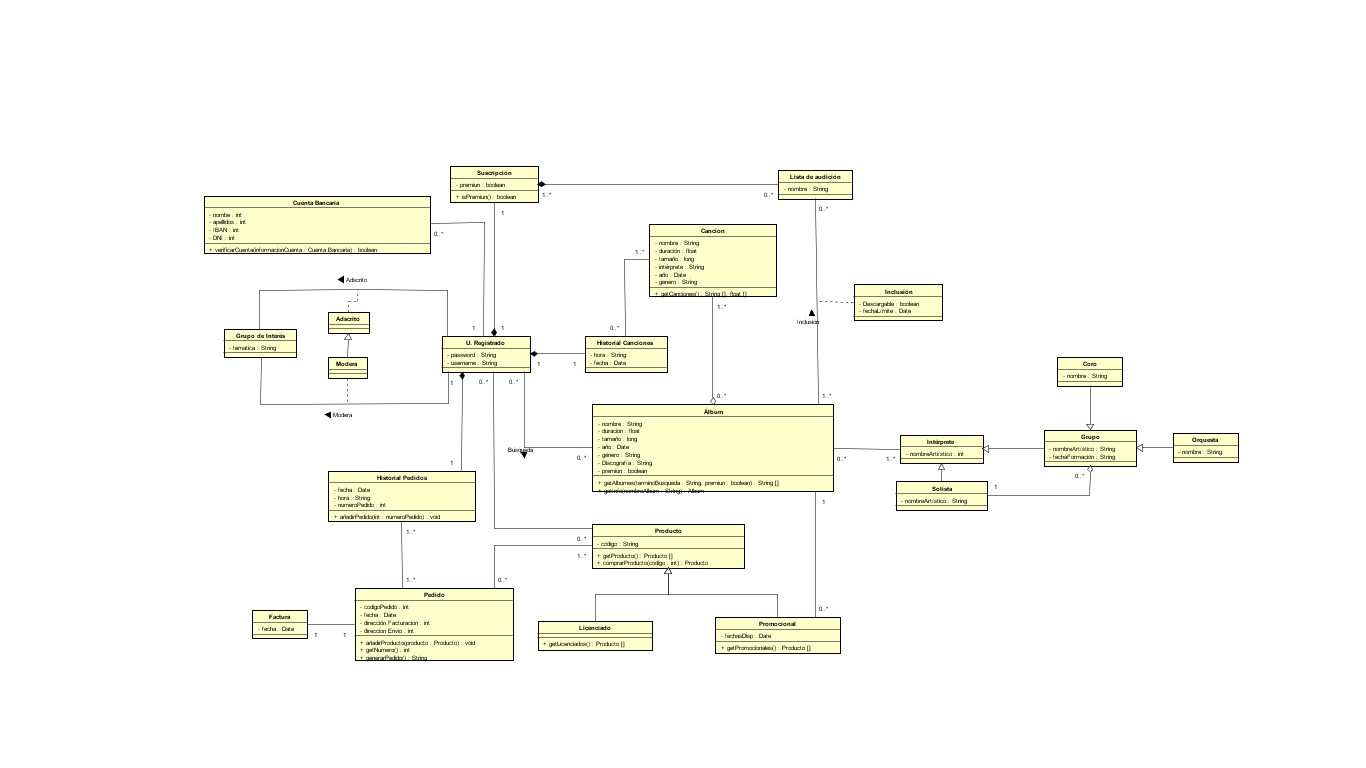 Suscripción
- premiun : boolean
+ isPremiun() : boolean
1..*
0..*
1
Lista de audición
- nombre : String
0..*
Cuenta Bancaria
- nombe : int
- apellidos : int
- IBAN : int
- DNI : int
+ verificarCuenta(informacionCuenta : Cuenta Bancaria) : boolean
0..*
Cancion
- nombre : String
- duración : float
- tamaño : long
- intérprete : String
- año : Date
- genero : String
+ getCanciones() : String [], float []
1..*
1..*
Adscrito
Adscrito
Modera
Modera
Grupo de Interés
- tematica : String
Inclusión
- Descargable : boolean
- fechaLímite : Date
Inclusión
1
1
U. Registrado
- password : String
- username : String
1
1
0..*
Historial Canciones
- hora : String
- fecha : Date
1
0..*
0..*
Búsqueda
0..*
1..*
Álbum
- nombre : String
- duración : float
- tamaño : long
- año : Date
- género : String
- Discografía : String
- premiun : boolean
+ getAlbumes(terminoBusqueda : String, premiun : boolean) : String []
+ getInfo(nombreAlbum : String) : Album
0..*
0..*
1..*
1
Intérprete
- nombreArtístico : int
Coro
- nombre : String
Grupo
- nombreArtístico : String
- fechaFormación : String
0..*
Orquesta
- nombre : String
Solista
- nombreArtístico : String
1
1
Historial Pedidos
- fecha : Date
- hora : String
- numeroPedido : int
+ añadirPedido(int : numeroPedido) : void
1..*
1..*
Producto
- código : String
+ getProducto() : Producto []
+ comprarProducto(codigo : int) : Producto
0..*
1..*
0..*
Pedido
- codigoPedido : int
- fecha : Date
- dirección Facturacion : int
- direccion Envio : int
+ añadirProducto(producto : Producto) : void
+ getNumero() : int
+ generarPedido() : String
Factura
- fecha : Date
1
1
Licenciado
+ getLicenciados() : Producto []
Promocional
- fechasDisp : Date
+ getPromocionales() : Producto []
0..*